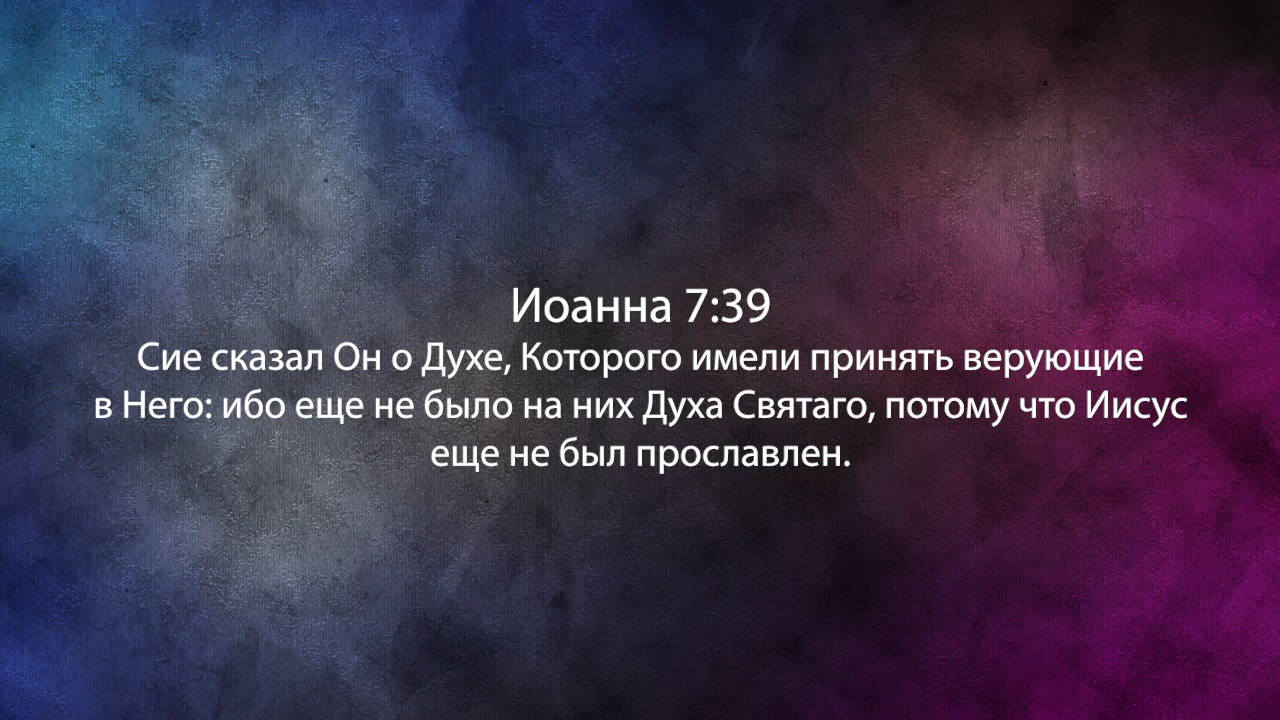 Иоанна 7:39
Сие сказал Он о Духе, Которого имели принять верующие
в Него: ибо еще не было на них Духа Святаго, потому что Иисус
еще не был прославлен.